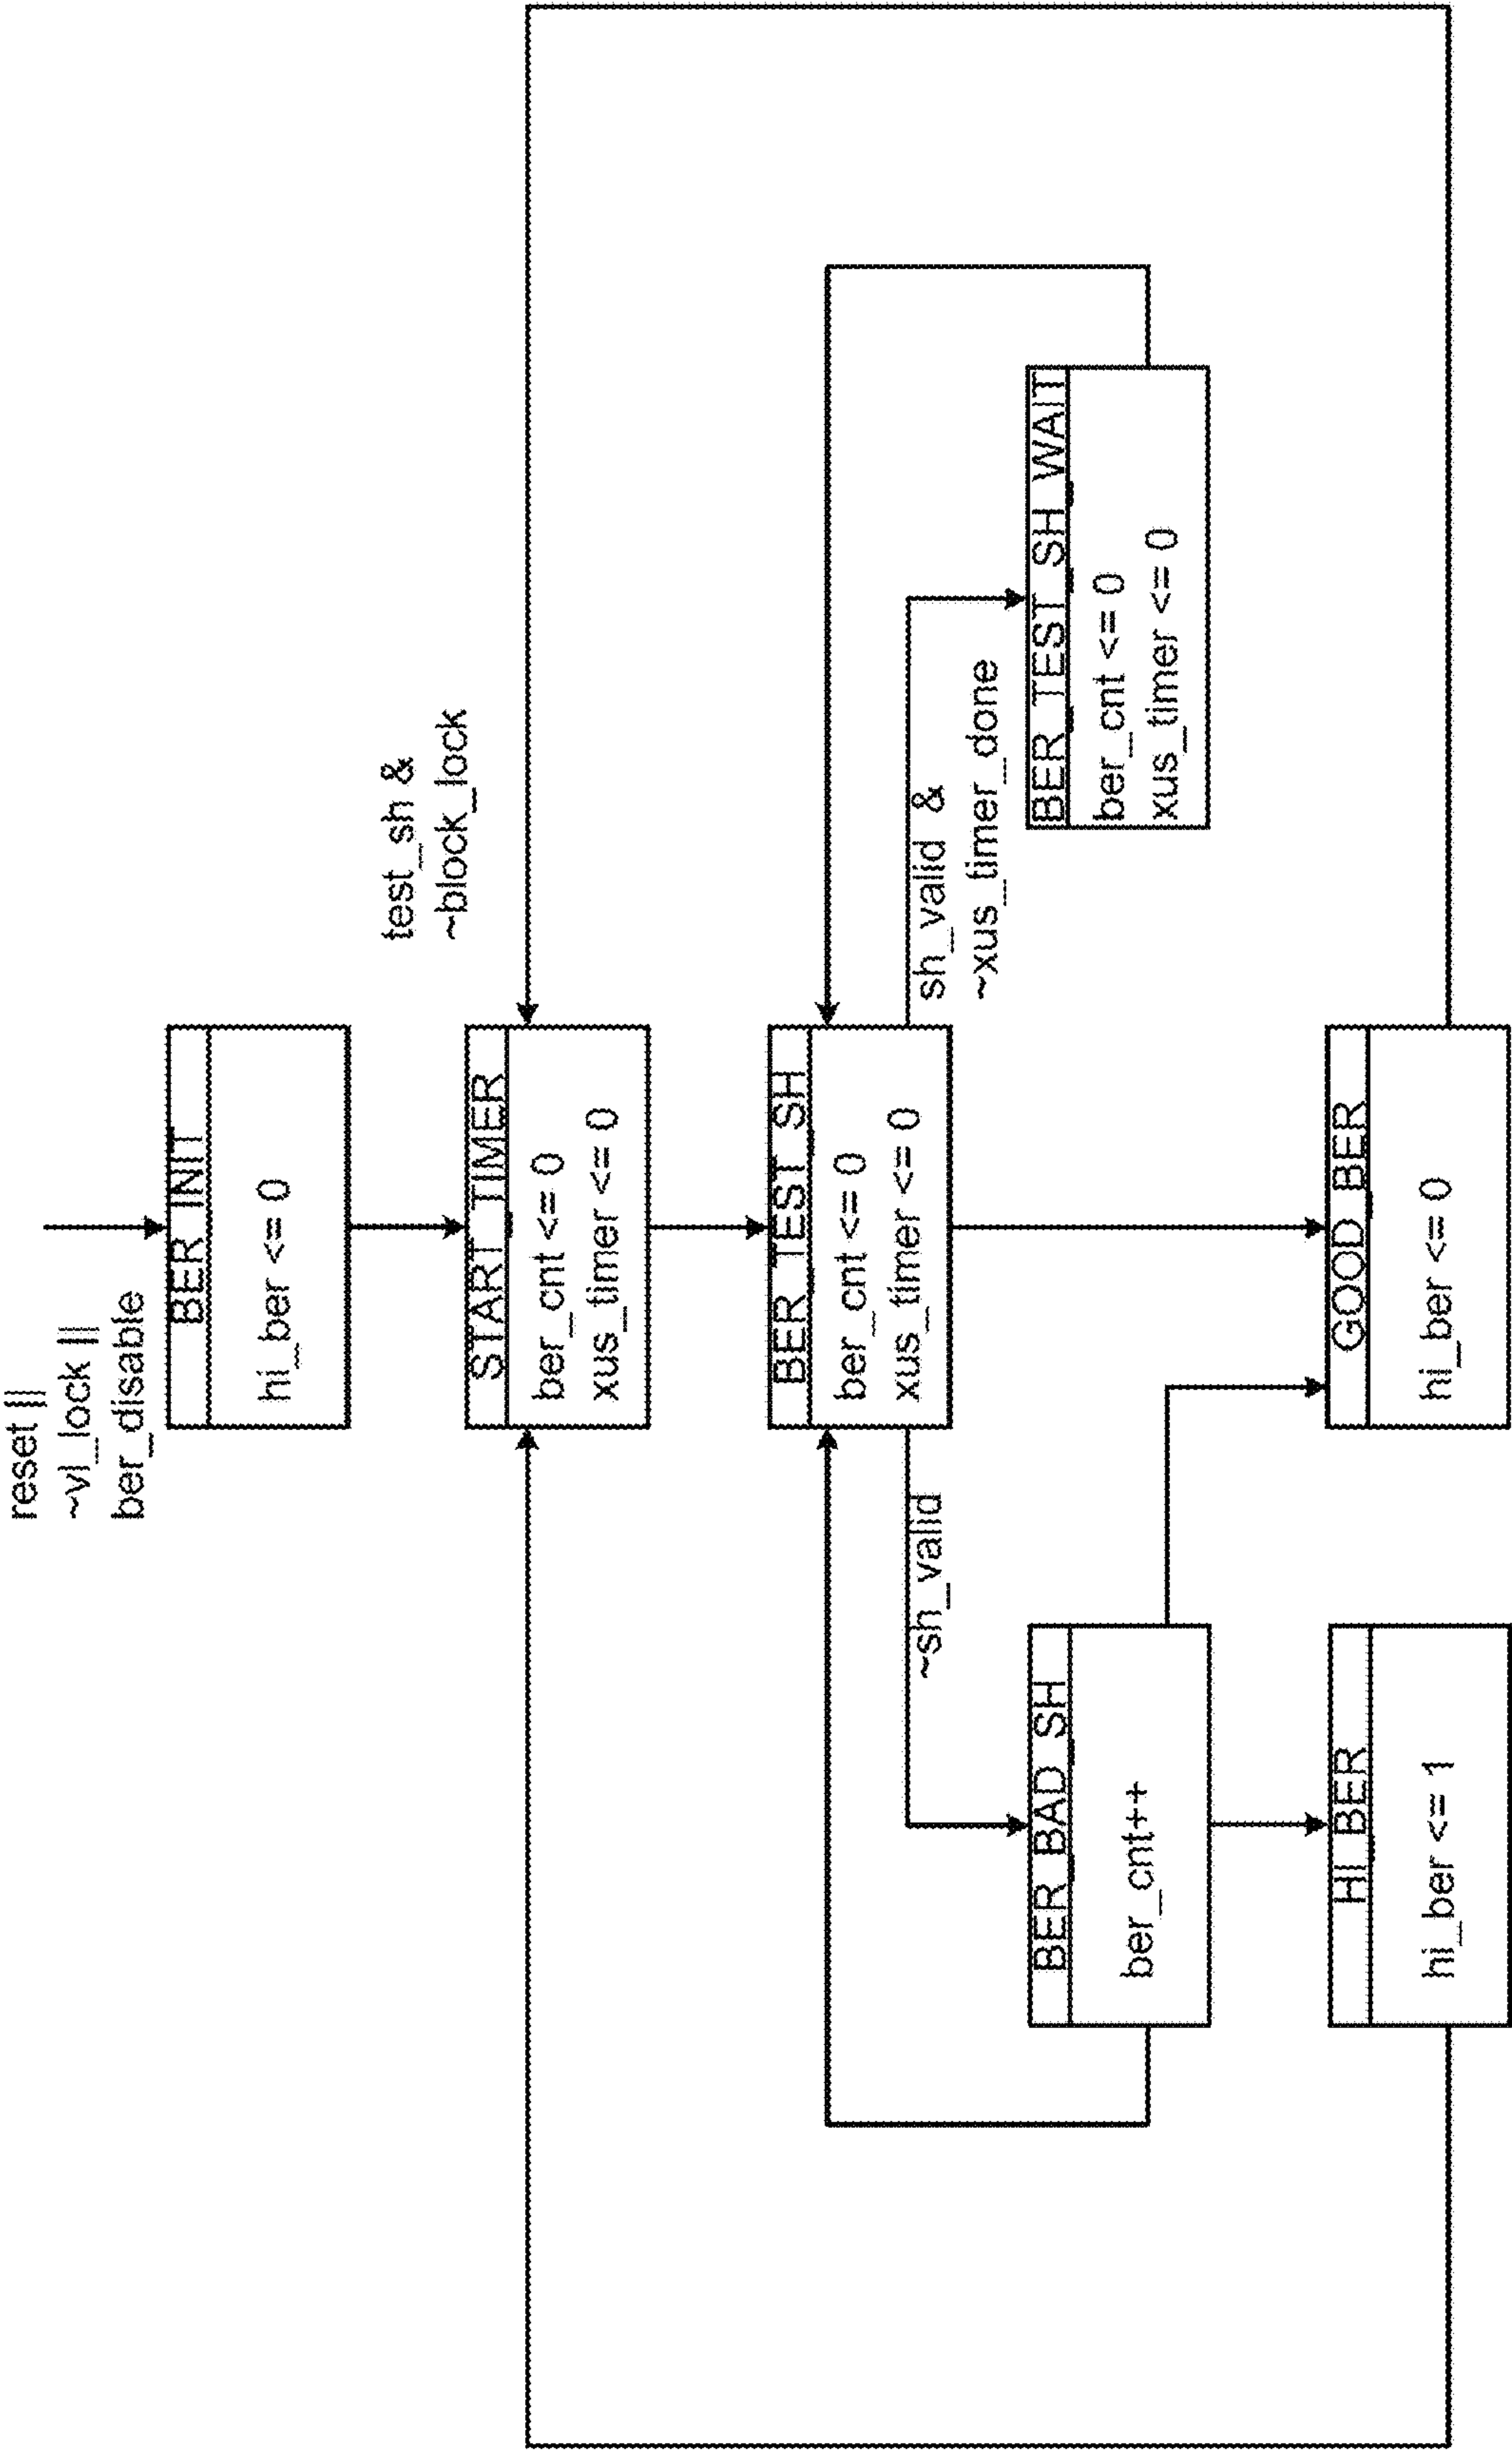 reset ||
~vl_lock ||
ber_disable
BER_INIT
hi_ber <= 0
test_sh &
~block_lock
START_TIMER
ber_cnt <= 0
xus_timer <= 0
BER_TEST_SH
ber_cnt <= 0
xus_timer <= 0
~sh_valid
sh_valid &
~xus_timer_done
BER_BAD_SH
ber_cnt++
BER_TEST_SH_WAIT
ber_cnt <= 0
xus_timer <= 0
HI_BER
hi_ber <= 1
GOOD_BER
hi_ber <= 0